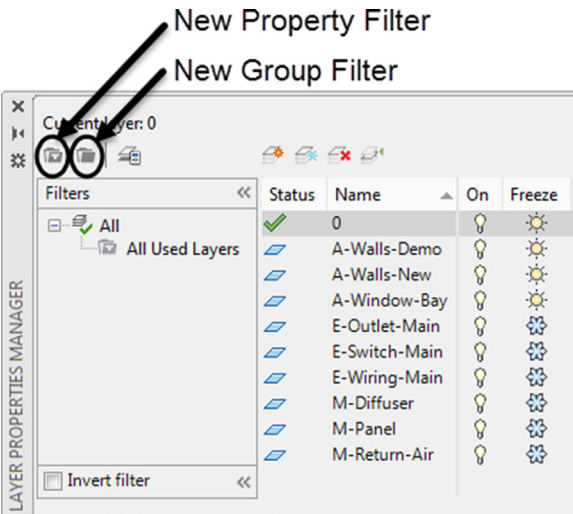 New Property Filter
New Group Filter
Current layer: 0
Filters
Status Name On Freeze
All
All Used Layers
0
A-Walls-Demo
A-Walls-New
A-Window-Bay
E-Outlet-Main
E-Switch-Main
E-Wiring-Main
M-Diffuser
M-Panel
M-Return-Air
Invert filter
LAYER PROPERTIES MANAGER